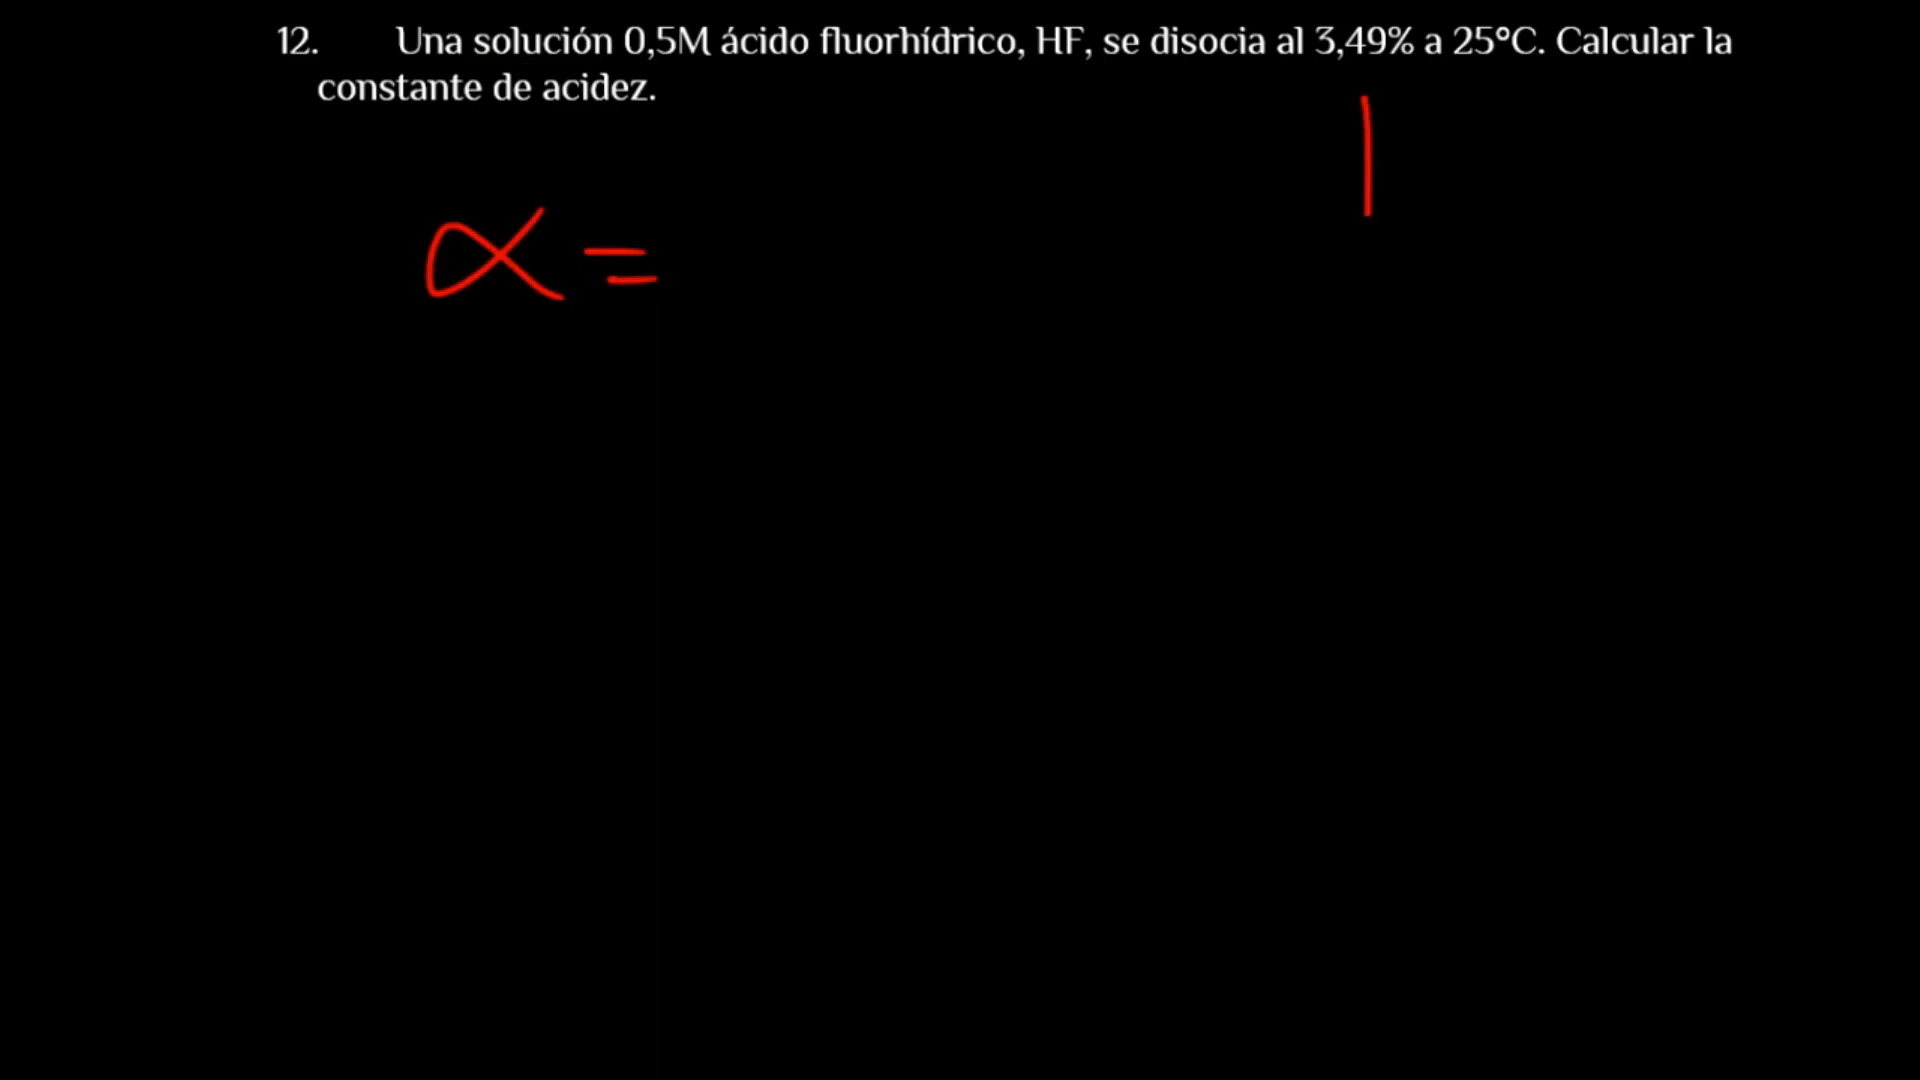 12. Una solución 0,5M ácido fluorhídrico, HF, se disocia al 3,49% a 25°C. Calcular la
constante de acidez.
α =